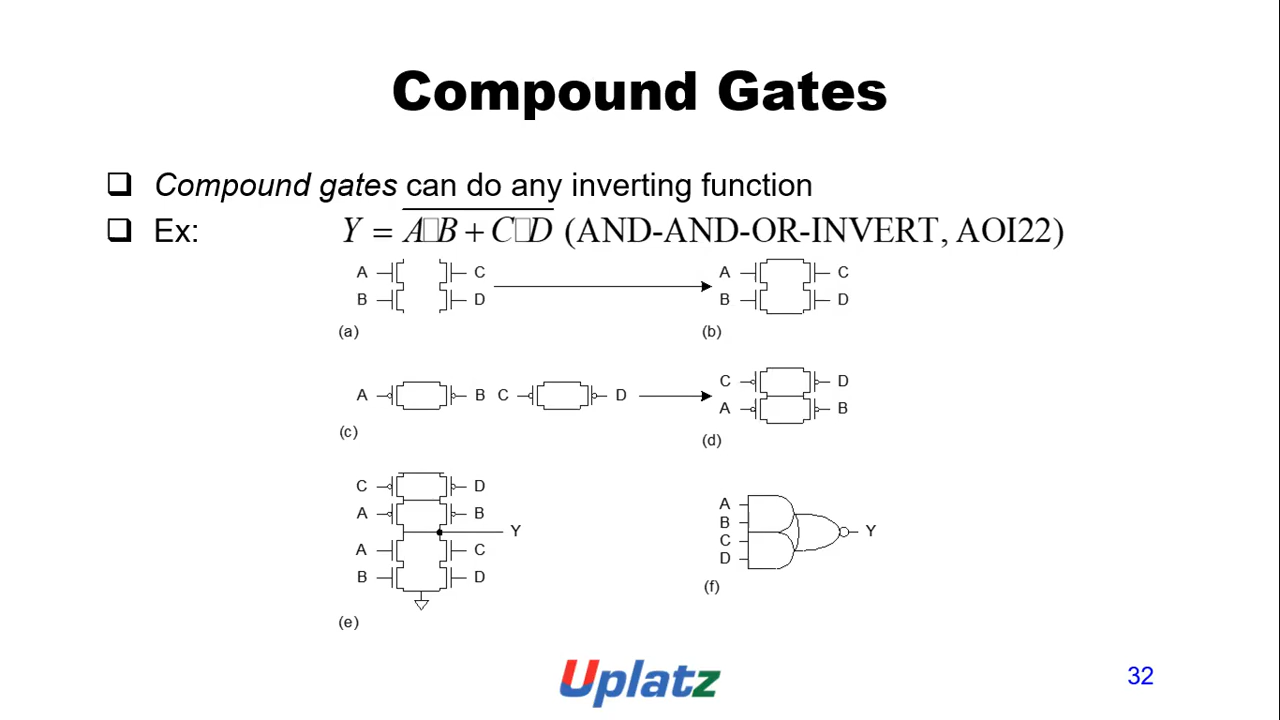 Compound Gates
❑ Compound gates can do any inverting function
❑ Ex: Y = A□B + C□D (AND-AND-OR-INVERT, AOI22)
A C A C
B D B D
(a) (b)
C D
A B C D A B
(c) (d)
C D
A B
Y
A C
B D
(e)
A
B
C
D
Y
(f)
Uplatz
32